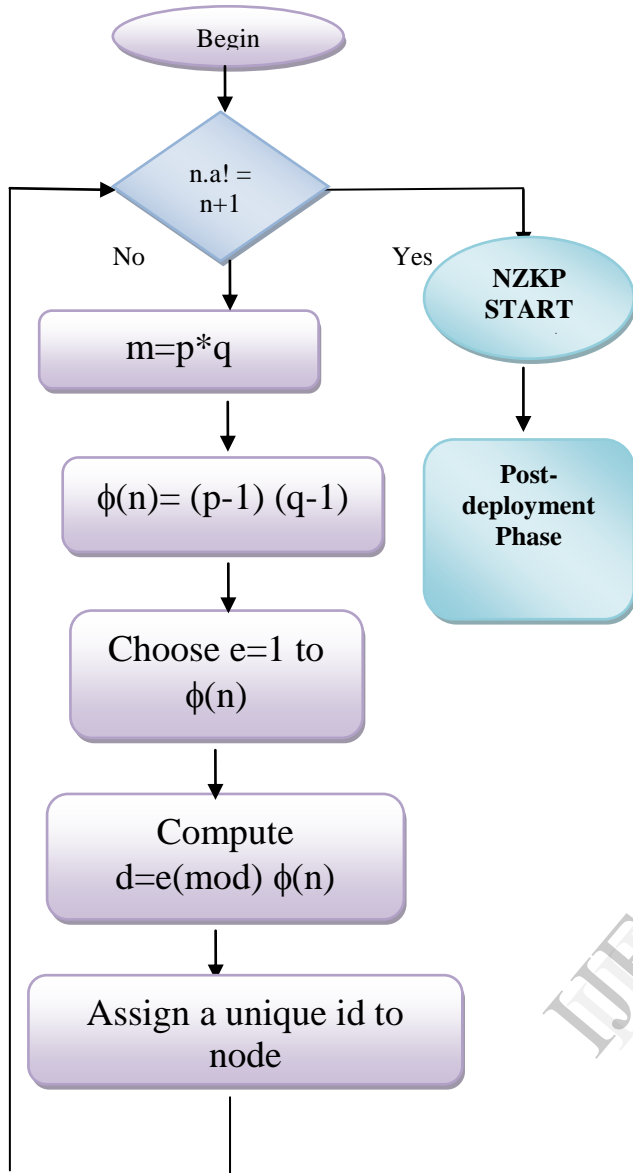 Begin
n.a! =
n+1
No
Yes
NZKP
START
m=p*q
ϕ(n)= (p-1) (q-1)
Post-
deployment
Phase
Choose e=1 to
ϕ(n)
Compute
d=e(mod) ϕ(n)
Assign a unique id to
node